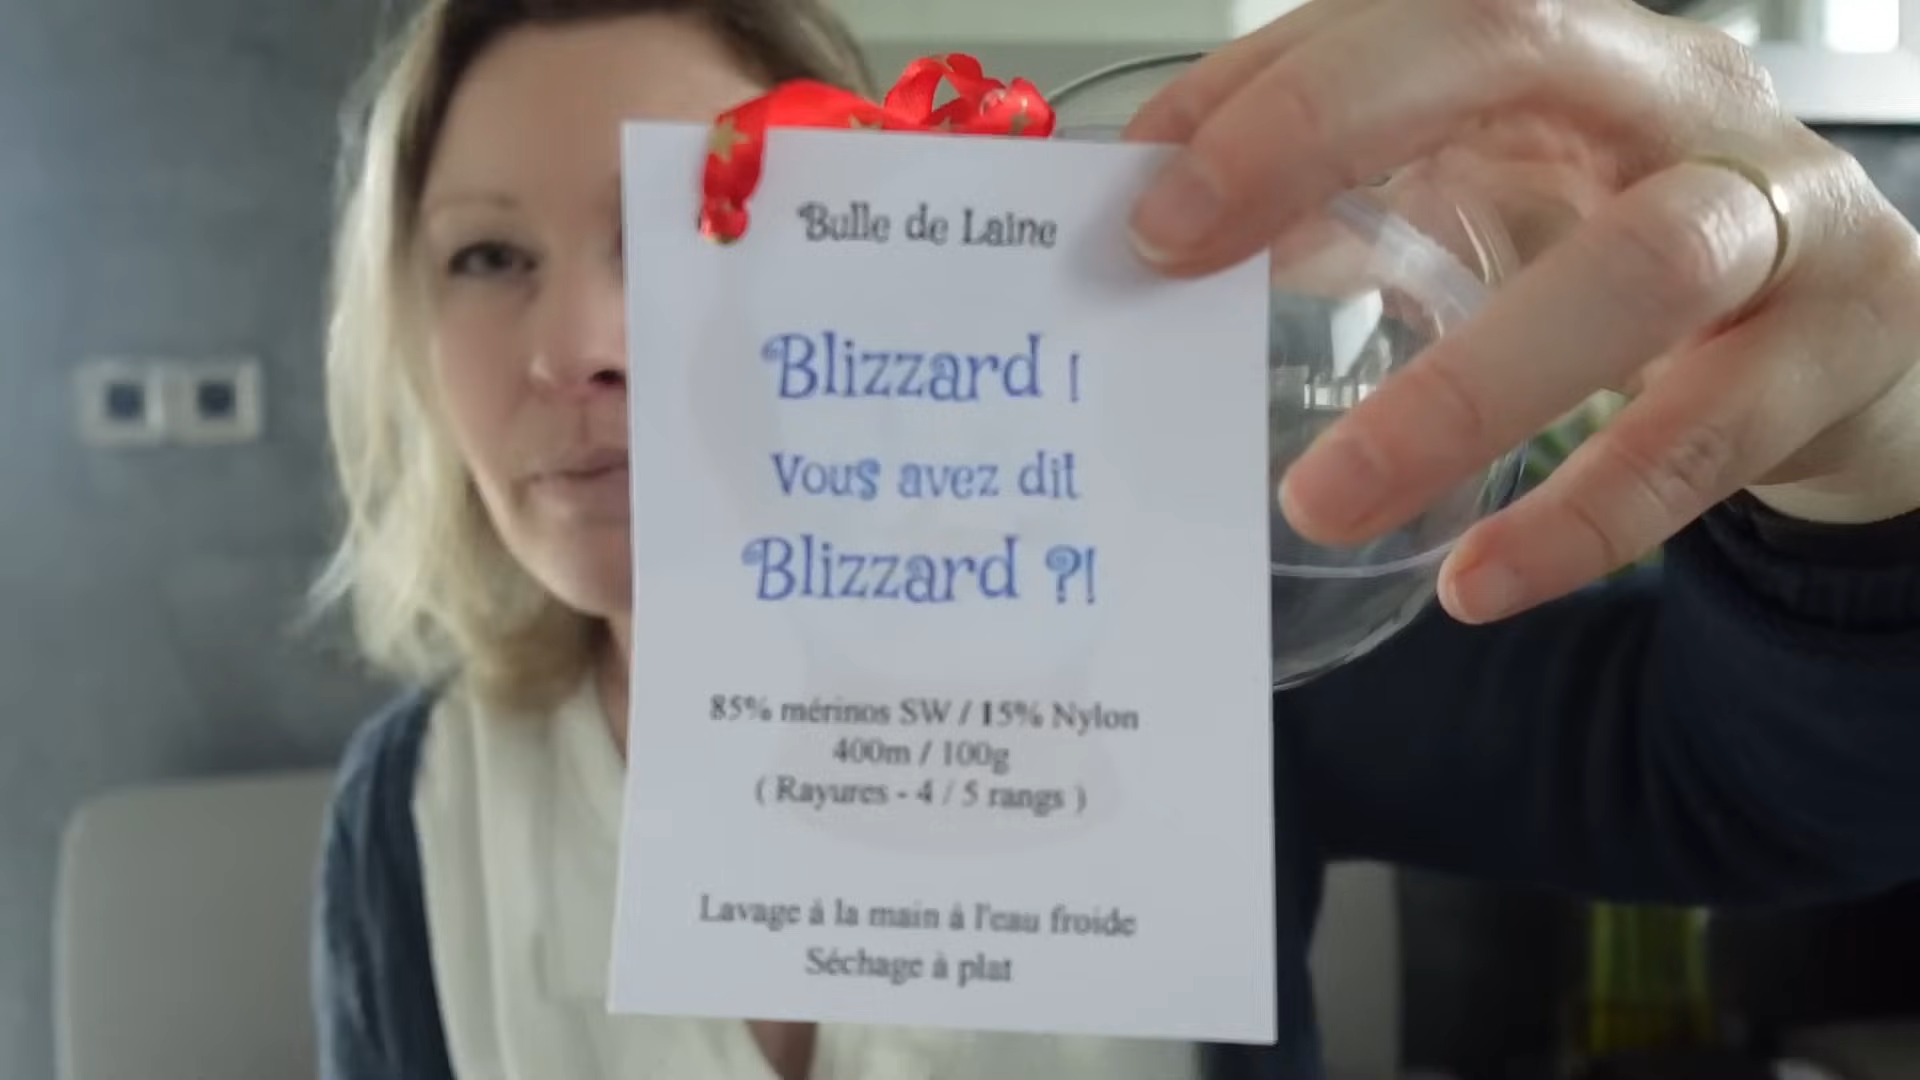 Bulle de Laine
Blizzard !
Vous avez dit
Blizzard ?!
85% mérinos SW / 15% Nylon
400m / 100g
( Rayures - 4 / 5 rangs )
Lavage à la main à l'eau froide
Séchage à plat